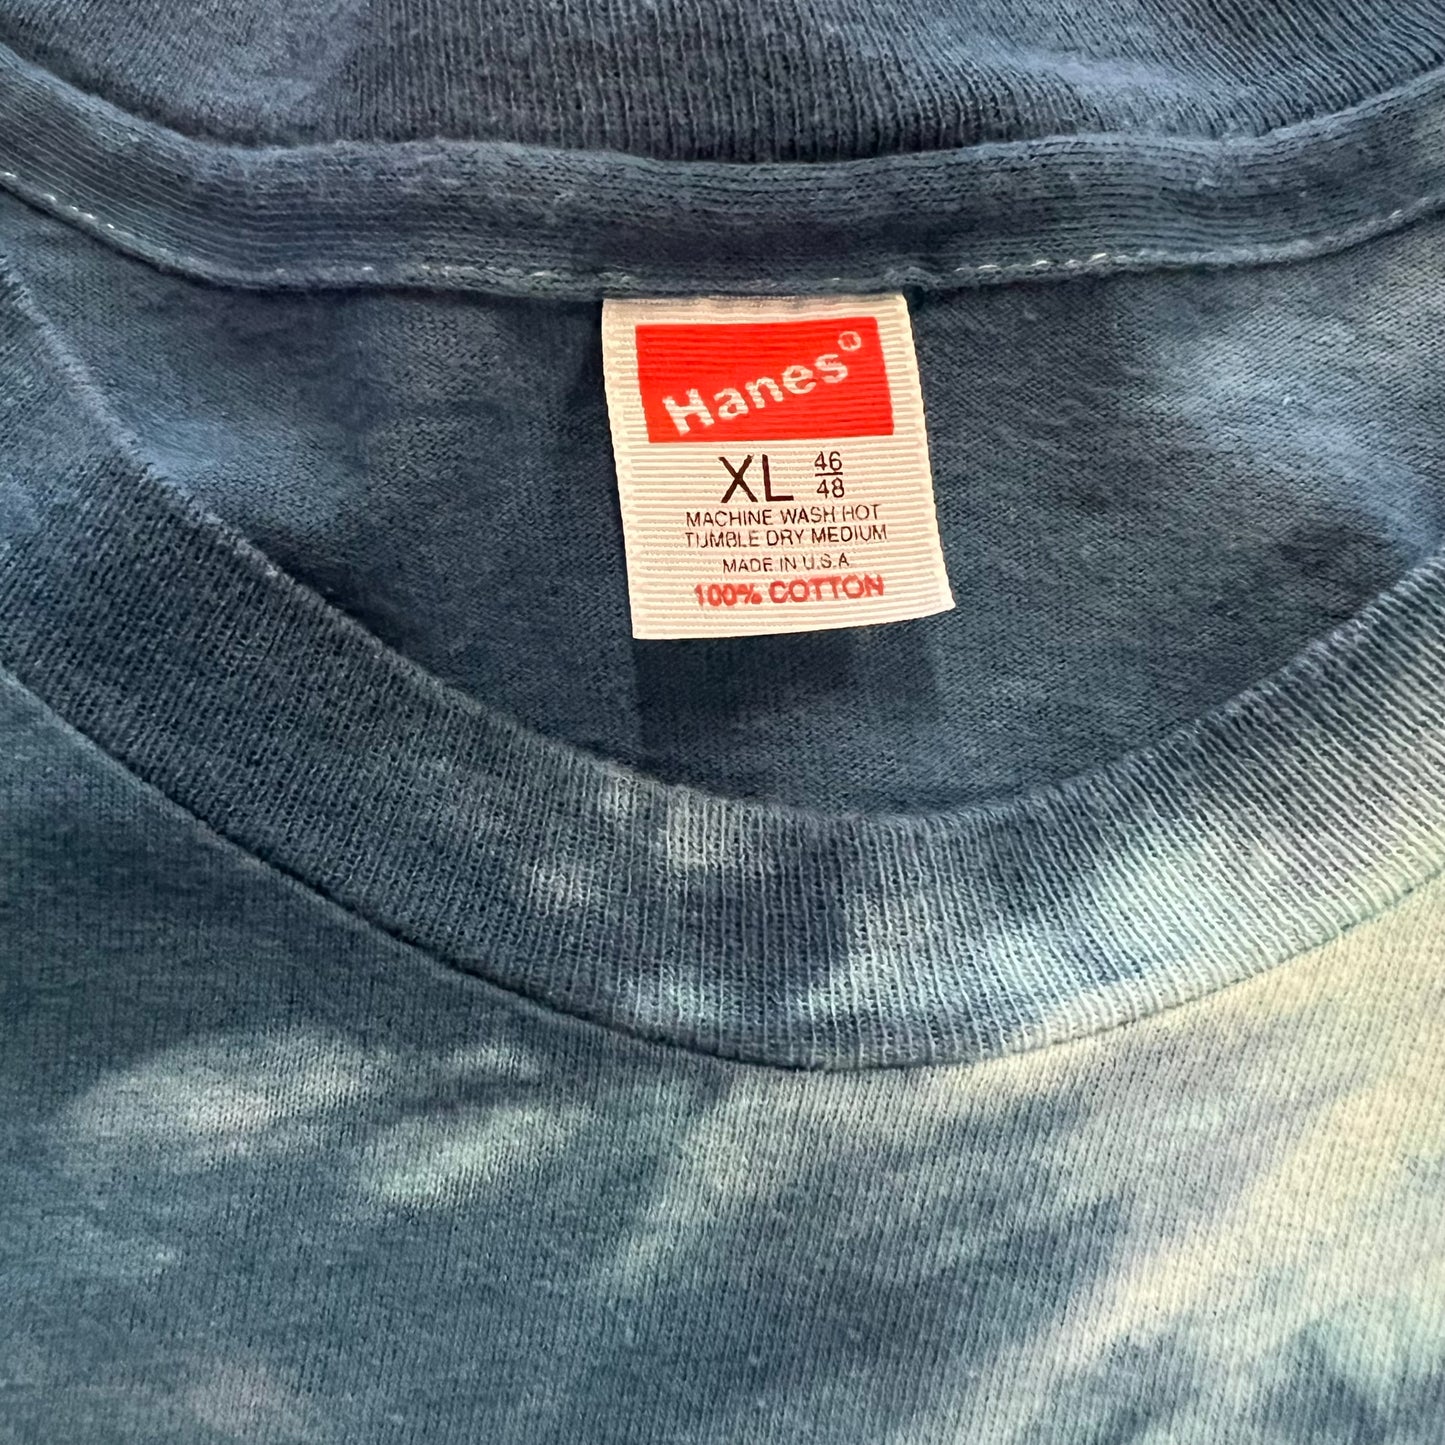 Hanes®
XL 46/48
MACHINE WASH HOT
TUMBLE DRY MEDIUM
MADE IN U.S.A
100% COTTON